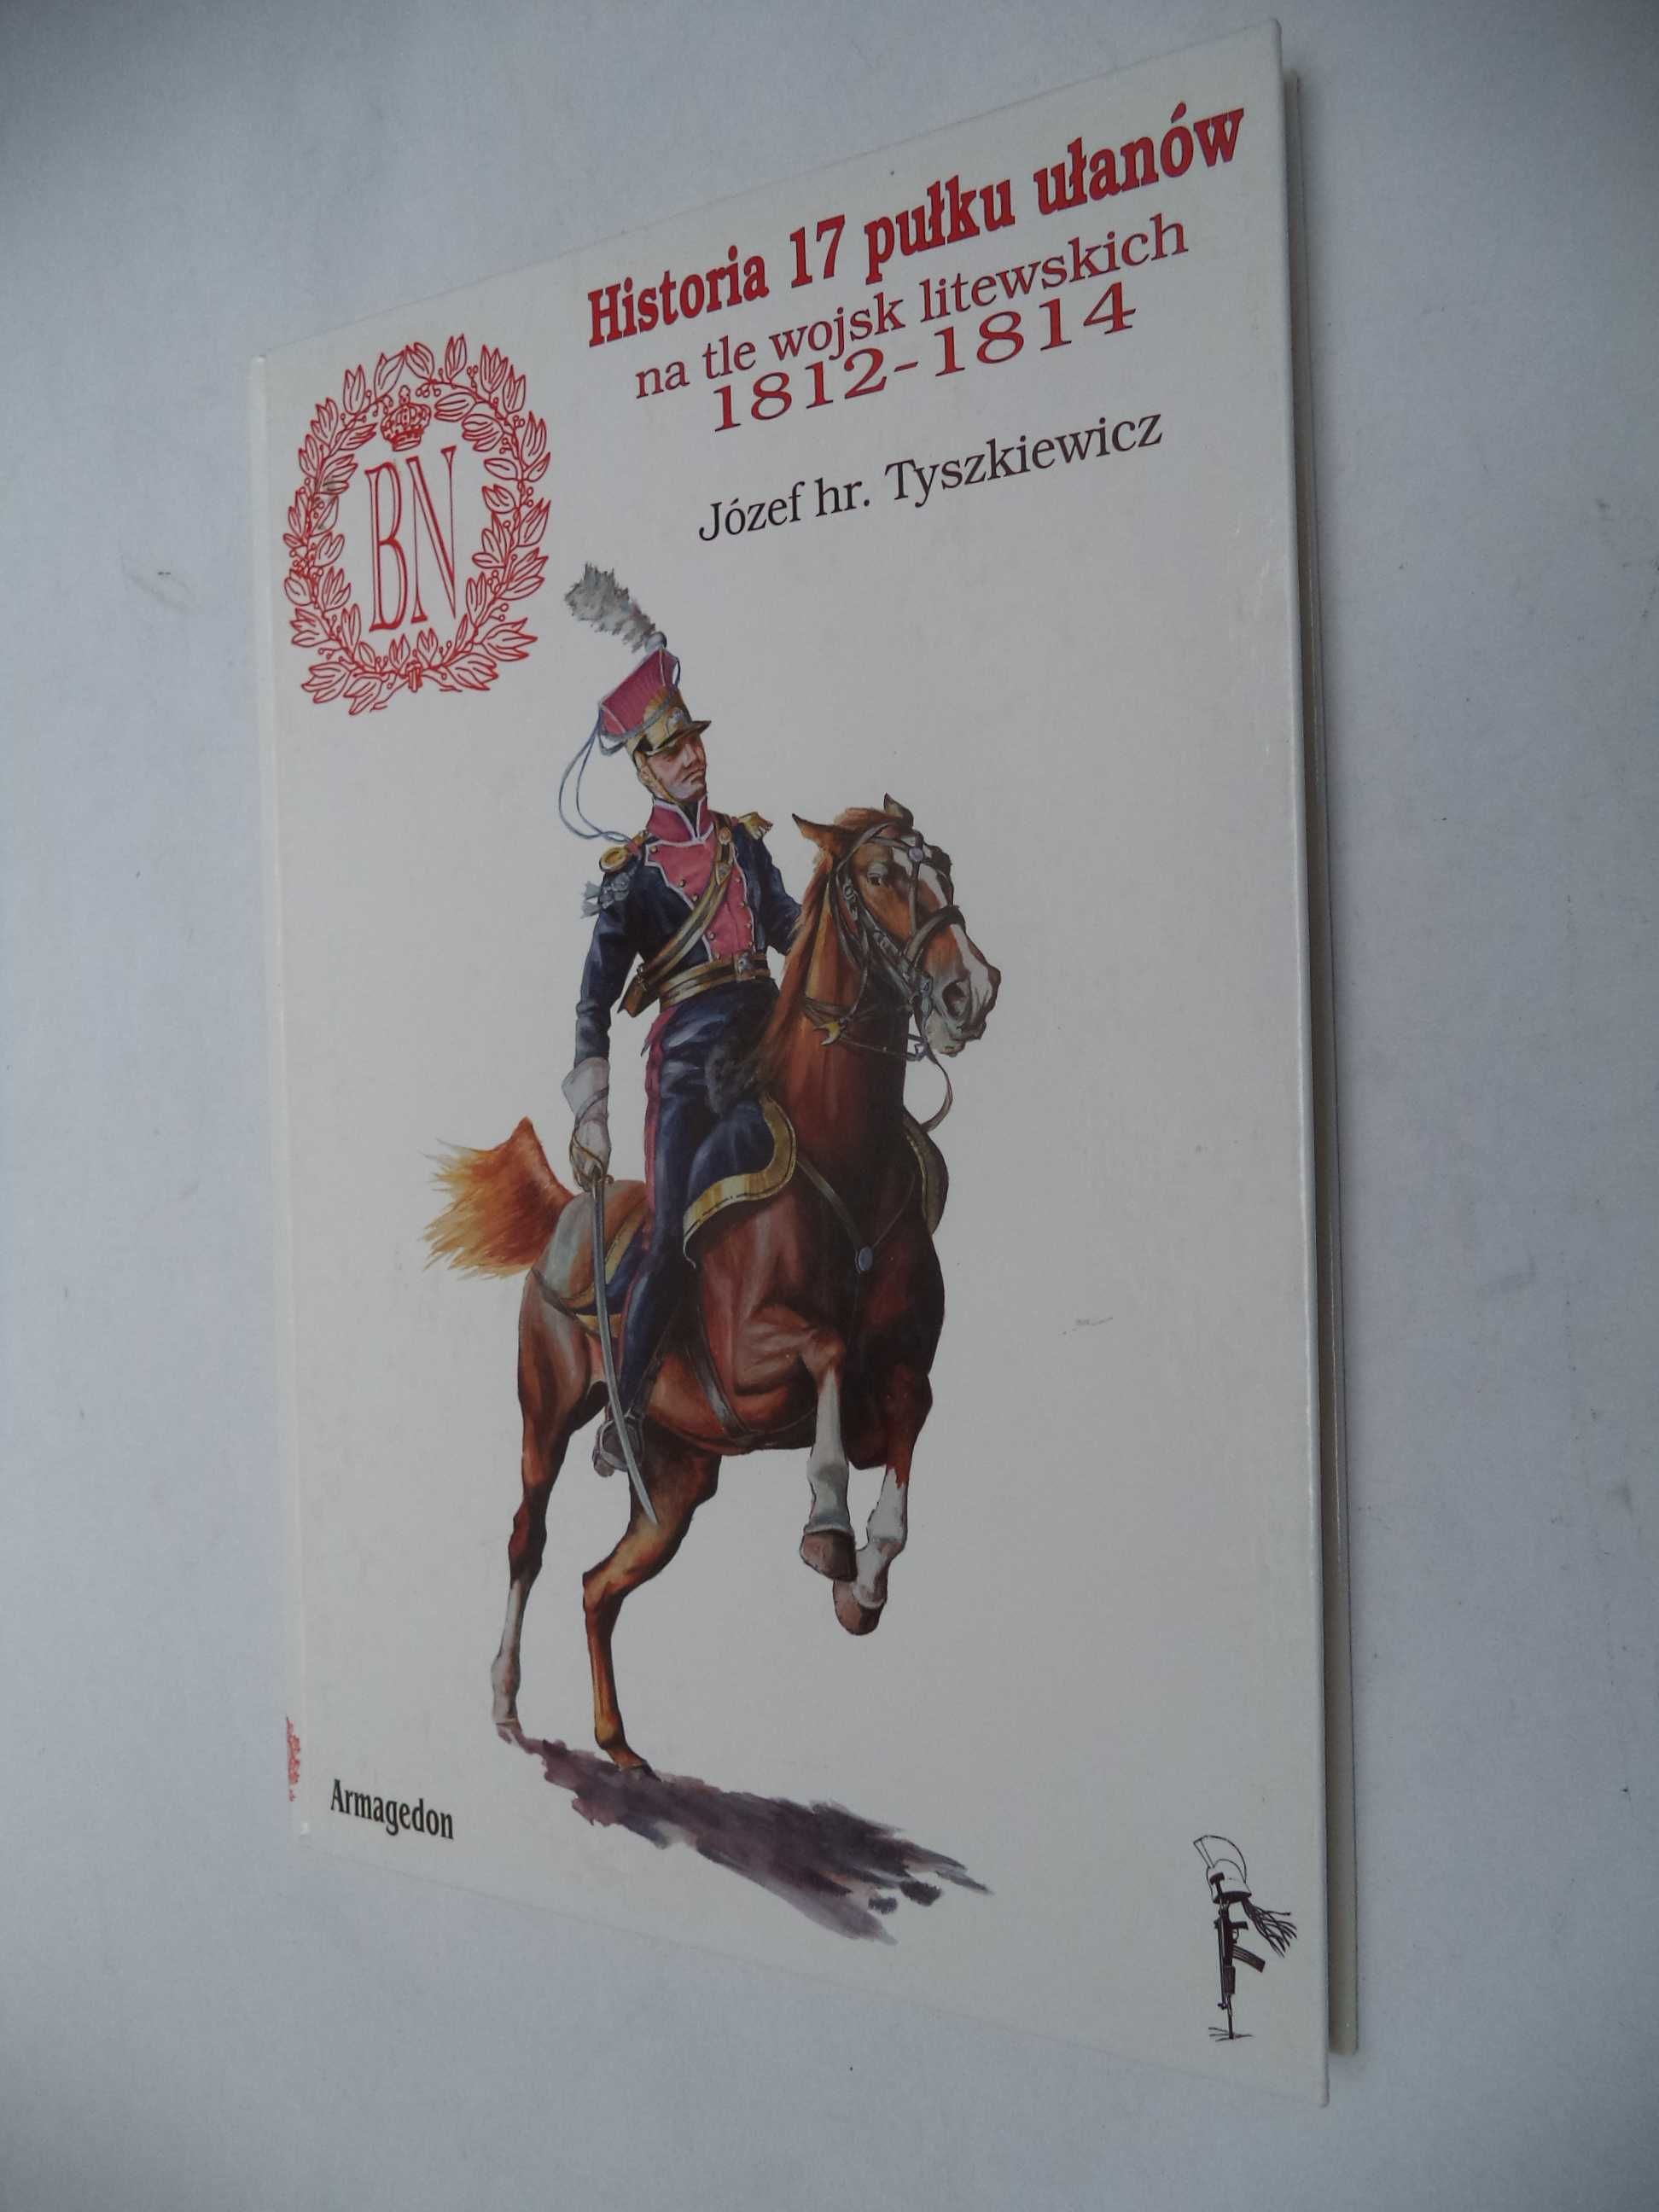 Historia 17 pułku ułanów
na tle wojsk litewskich
1812-1814
Józef hr. Tyszkiewicz
BN
Armagedon